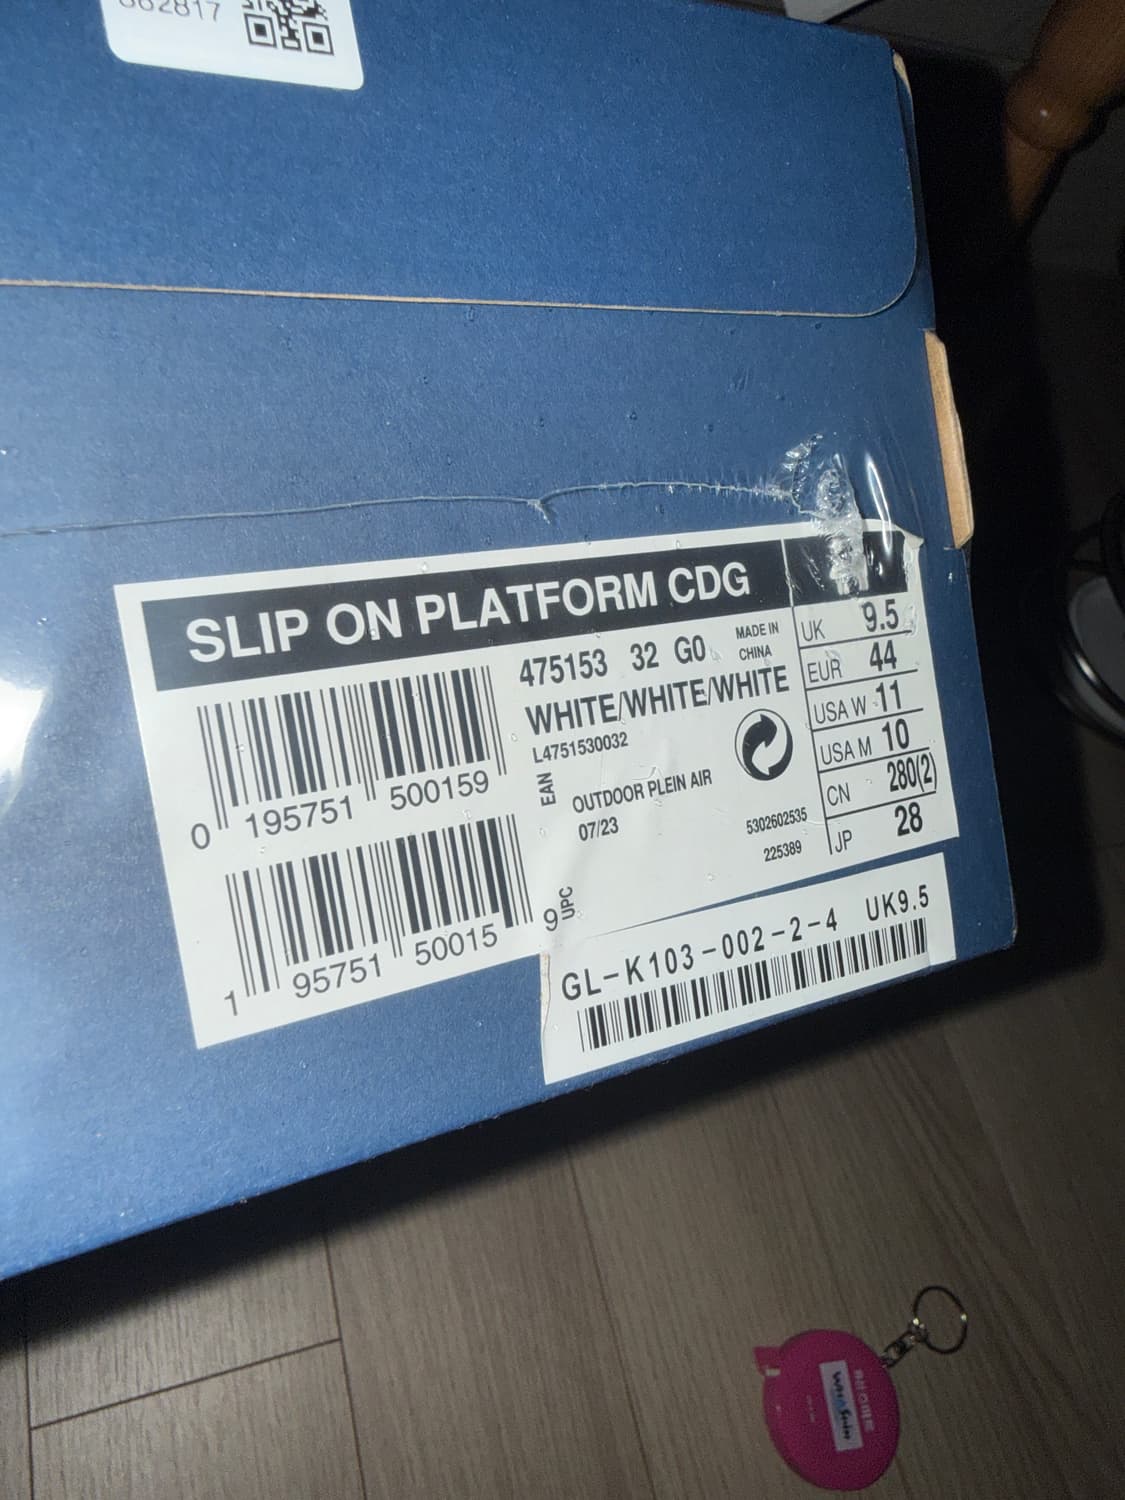 862817
SLIP ON PLATFORM CDG
475153 32 G0 MADE IN CHINA
WHITE/WHITE/WHITE
L4751530032
OUTDOOR PLEIN AIR
07/23
5302602535
225389
EAN
0 195751 500159
UPC
1 95751 50015 9
UK 9.5
EUR 44
USA W 11
USA M 10
CN 280(2)
JP 28
GL-K103-002-2-4 UK9.5